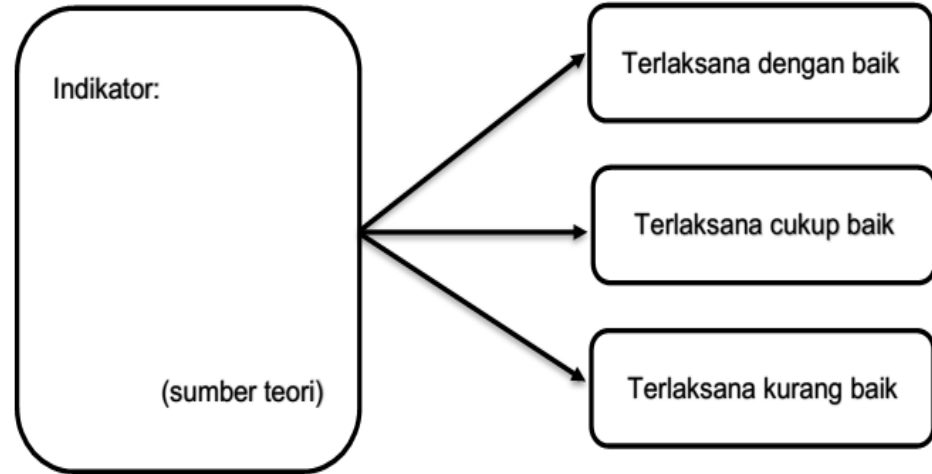 Indikator:
(sumber teori)
Terlaksana dengan baik
Terlaksana cukup baik
Terlaksana kurang baik